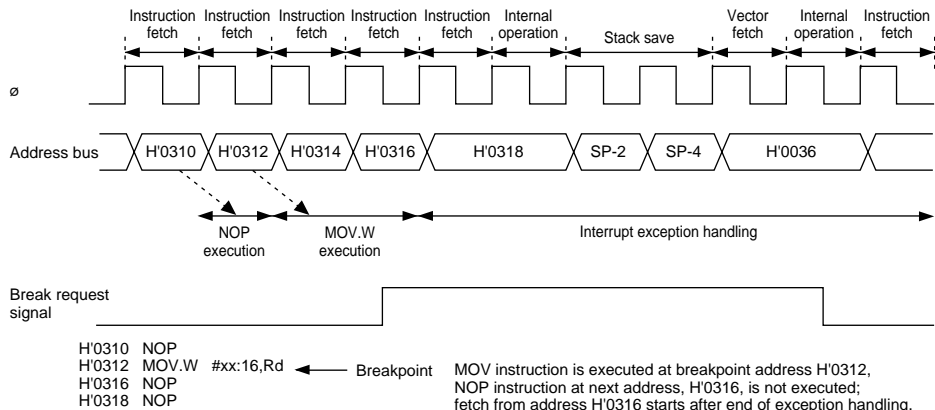 Instruction fetch
Instruction fetch
Instruction fetch
Instruction fetch
Instruction fetch
Internal operation
Stack save
Vector fetch
Internal operation
Instruction fetch
ø
Address bus
H'0310
H'0312
H'0314
H'0316
H'0318
SP-2
SP-4
H'0036
NOP execution
MOV.W execution
Interrupt exception handling
Break request signal
H'0310 NOP
H'0312 MOV.W #xx:16,Rd
H'0316 NOP
H'0318 NOP
Breakpoint
MOV instruction is executed at breakpoint address H'0312,
NOP instruction at next address, H'0316, is not executed;
fetch from address H'0316 starts after end of exception handling.